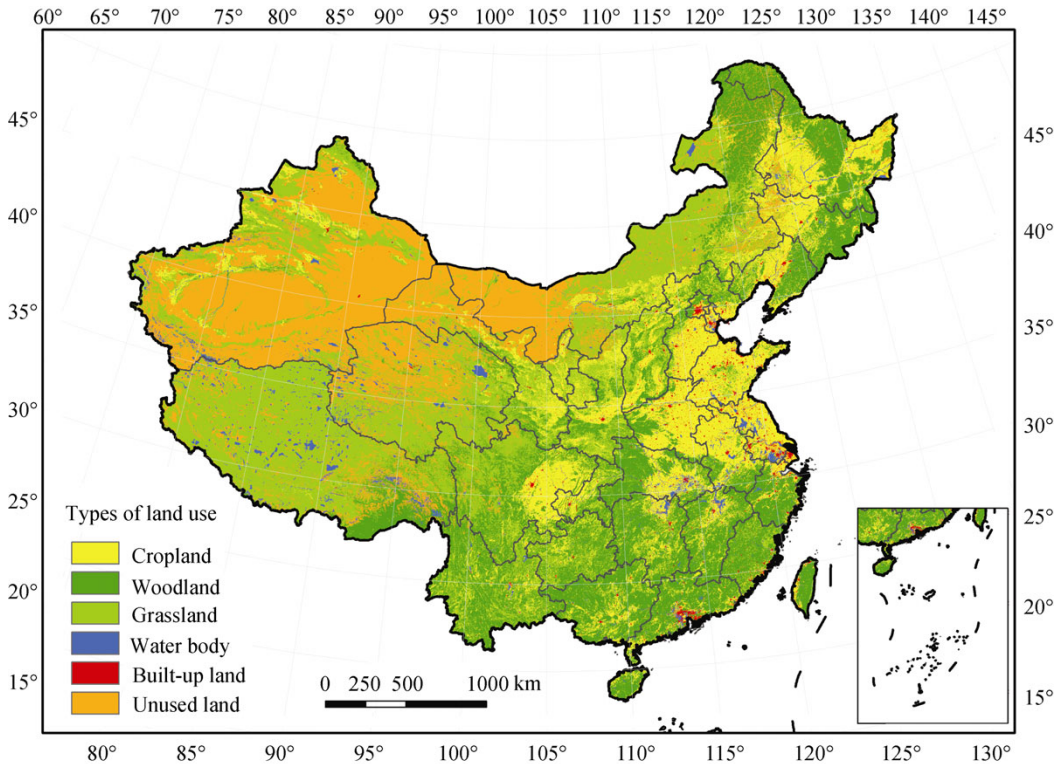 60° 65° 70° 75° 80° 85° 90° 95° 100° 105° 110° 115° 120° 125° 130° 135° 140° 145°
45° 45°
40° 40°
35° 35°
30° 30°
25° 25°
20° 20°
15° 15°
Types of land use
Cropland
Woodland
Grassland
Water body
Built-up land
Unused land
0 250 500 1000 km
80° 85° 90° 95° 100° 105° 110° 115° 120° 125° 130°